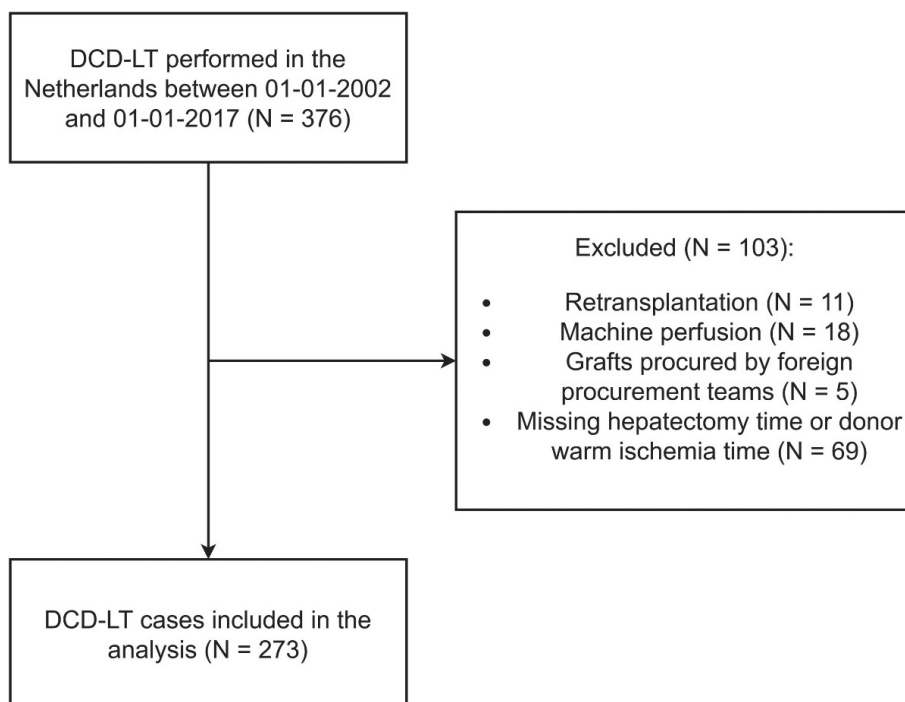 DCD-LT performed in the
Netherlands between 01-01-2002
and 01-01-2017 (N = 376)
Excluded (N = 103):
• Retransplantation (N = 11)
• Machine perfusion (N = 18)
• Grafts procured by foreign
procurement teams (N = 5)
• Missing hepatectomy time or donor
warm ischemia time (N = 69)
DCD-LT cases included in the
analysis (N = 273)